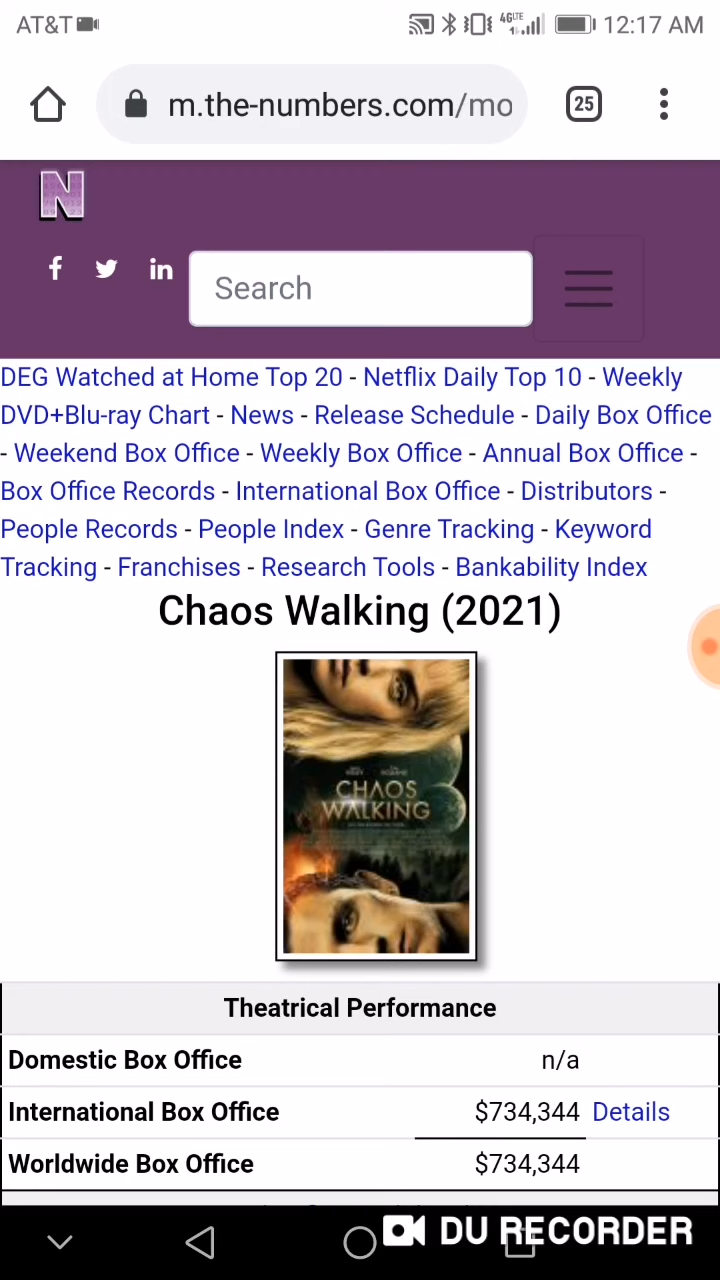 AT&T 4GLTE 12:17 AM
m.the-numbers.com/mo 25
N
f in Search
DEG Watched at Home Top 20 - Netflix Daily Top 10 - Weekly
DVD+Blu-ray Chart - News - Release Schedule - Daily Box Office
- Weekend Box Office - Weekly Box Office - Annual Box Office -
Box Office Records - International Box Office - Distributors -
People Records - People Index - Genre Tracking - Keyword
Tracking - Franchises - Research Tools - Bankability Index
Chaos Walking (2021)
CHAOS
WALKING
Theatrical Performance
Domestic Box Office n/a
International Box Office $734,344 Details
Worldwide Box Office $734,344
DU RECORDER